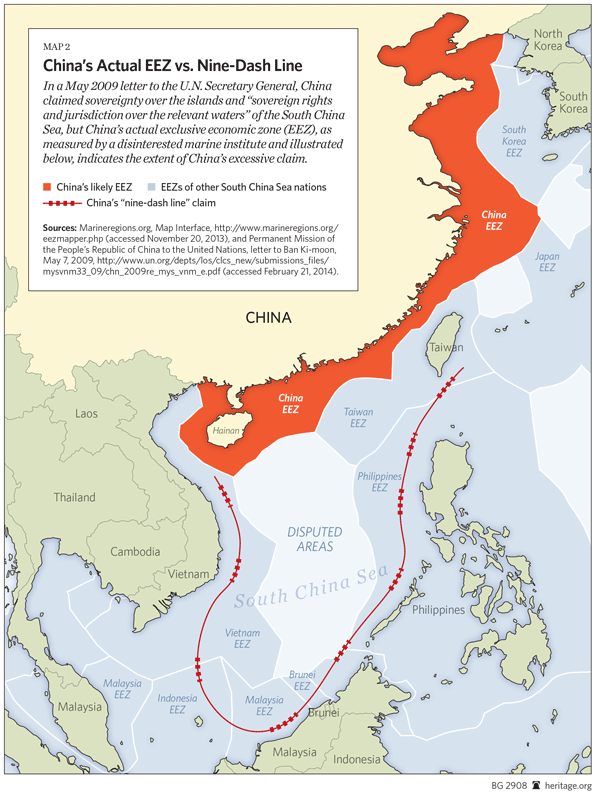 MAP 2
China's Actual EEZ vs. Nine-Dash Line
In a May 2009 letter to the U.N. Secretary General, China
claimed sovereignty over the islands and “sovereign rights
and jurisdiction over the relevant waters” of the South China
Sea, but China's actual exclusive economic zone (EEZ), as
measured by a disinterested marine institute and illustrated
below, indicates the extent of China's excessive claim.
China's likely EEZ
EEZs of other South China Sea nations
China's “nine-dash line” claim
Sources: Marineregions.org, Map Interface, http://www.marineregions.org/
eezmapper.php (accessed November 20, 2013), and Permanent Mission of
the People's Republic of China to the United Nations, letter to Ban Ki-moon,
May 7, 2009, http://www.un.org/depts/los/clcs_new/submissions_files/
mysvnm33_09/chn_2009re_mys_vnm_e.pdf (accessed February 21, 2014).
North
Korea
South
Korea
South
Korea
EEZ
China
EEZ
Japan
EEZ
CHINA
Taiwan
China
EEZ
Hainan
Taiwan
EEZ
Laos
Philippines
EEZ
Thailand
DISPUTED
AREAS
Cambodia
Vietnam
South China Sea
Philippines
Vietnam
EEZ
Brunei
EEZ
Malaysia
EEZ
Indonesia
EEZ
Malaysia
EEZ
Malaysia
Brunei
Malaysia
Indonesia
BG 2908
heritage.org